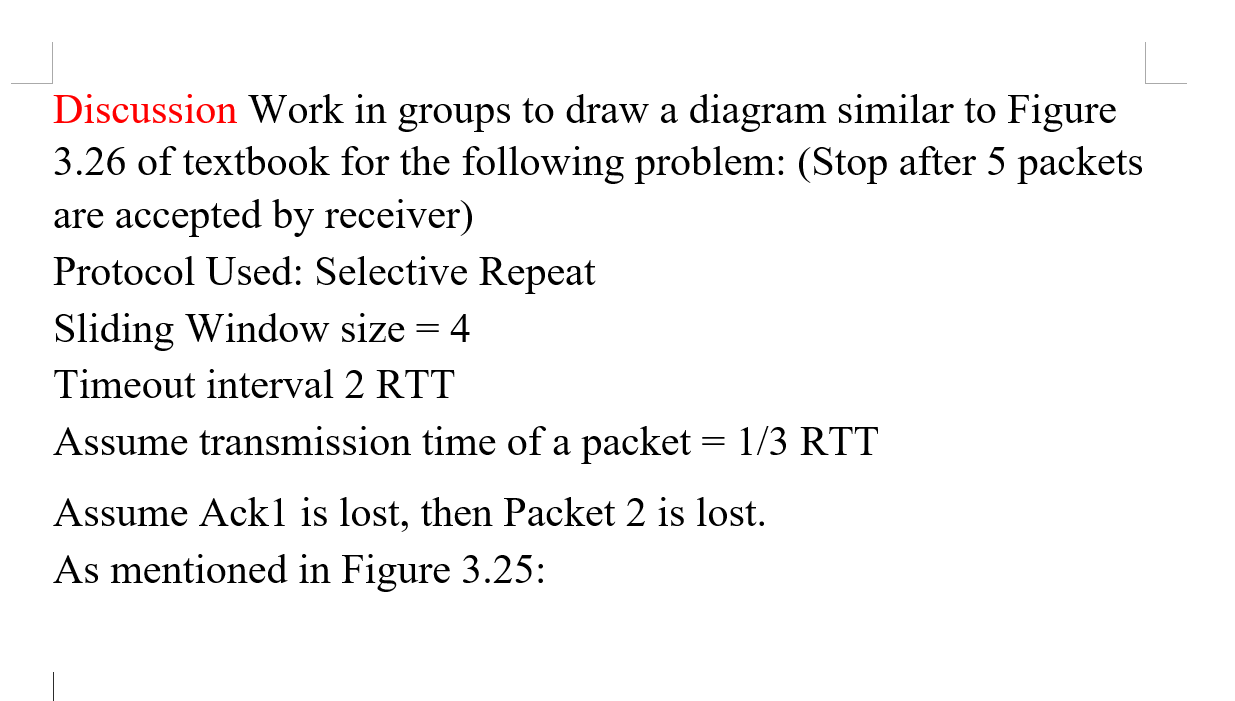 Discussion Work in groups to draw a diagram similar to Figure
3.26 of textbook for the following problem: (Stop after 5 packets
are accepted by receiver)
Protocol Used: Selective Repeat
Sliding Window size = 4
Timeout interval 2 RTT
Assume transmission time of a packet = 1/3 RTT
Assume Ack1 is lost, then Packet 2 is lost.
As mentioned in Figure 3.25: